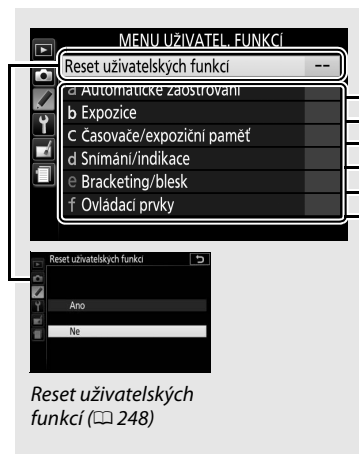 MENU UŽIVATEL. FUNKCÍ
Reset uživatelských funkcí --
a Automatické zaostřování
b Expozice
c Časovače/expoziční paměť
d Snímání/indikace
e Bracketing/blesk
f Ovládací prvky
Reset uživatelských funkcí
Ano
Ne
Reset uživatelských
funkcí (📖 248)